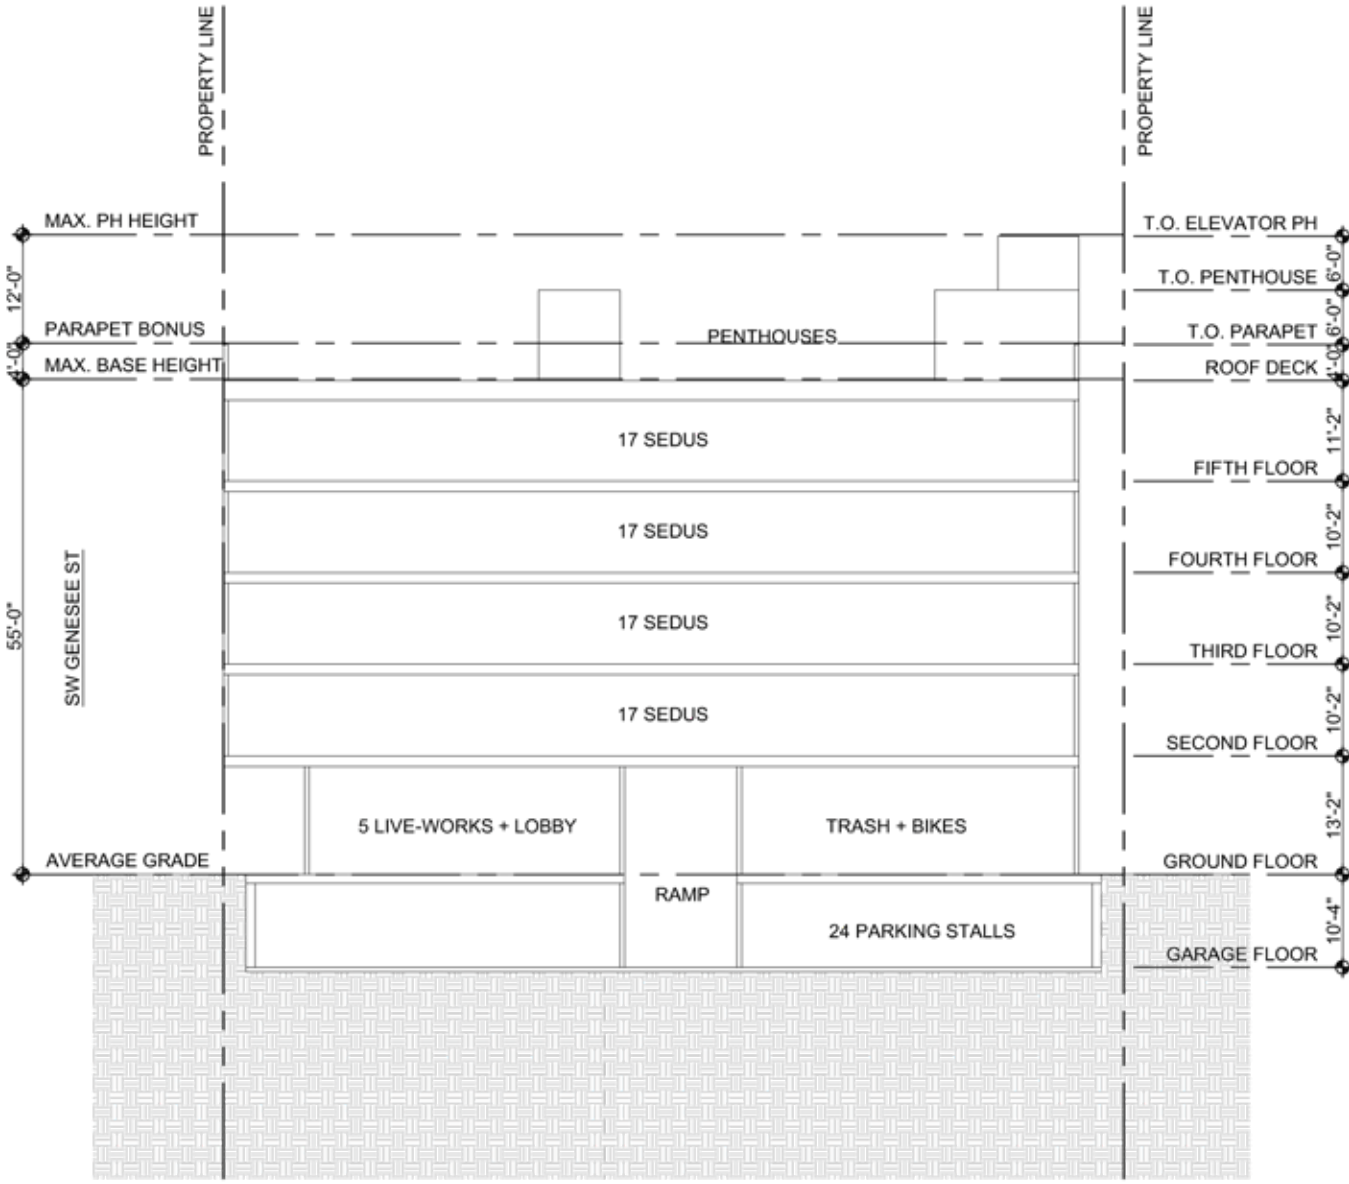 PROPERTY LINE
PROPERTY LINE
MAX. PH HEIGHT
T.O. ELEVATOR PH
12'-0"
6'-0"
T.O. PENTHOUSE
6'-0"
PARAPET BONUS
PENTHOUSES
T.O. PARAPET
4'-0"
4'-0"
MAX. BASE HEIGHT
ROOF DECK
17 SEDUS
11'-2"
FIFTH FLOOR
17 SEDUS
10'-2"
FOURTH FLOOR
55'-0"
SW GENESEE ST
17 SEDUS
10'-2"
THIRD FLOOR
17 SEDUS
10'-2"
SECOND FLOOR
5 LIVE-WORKS + LOBBY
TRASH + BIKES
13'-2"
AVERAGE GRADE
GROUND FLOOR
RAMP
24 PARKING STALLS
10'-4"
GARAGE FLOOR